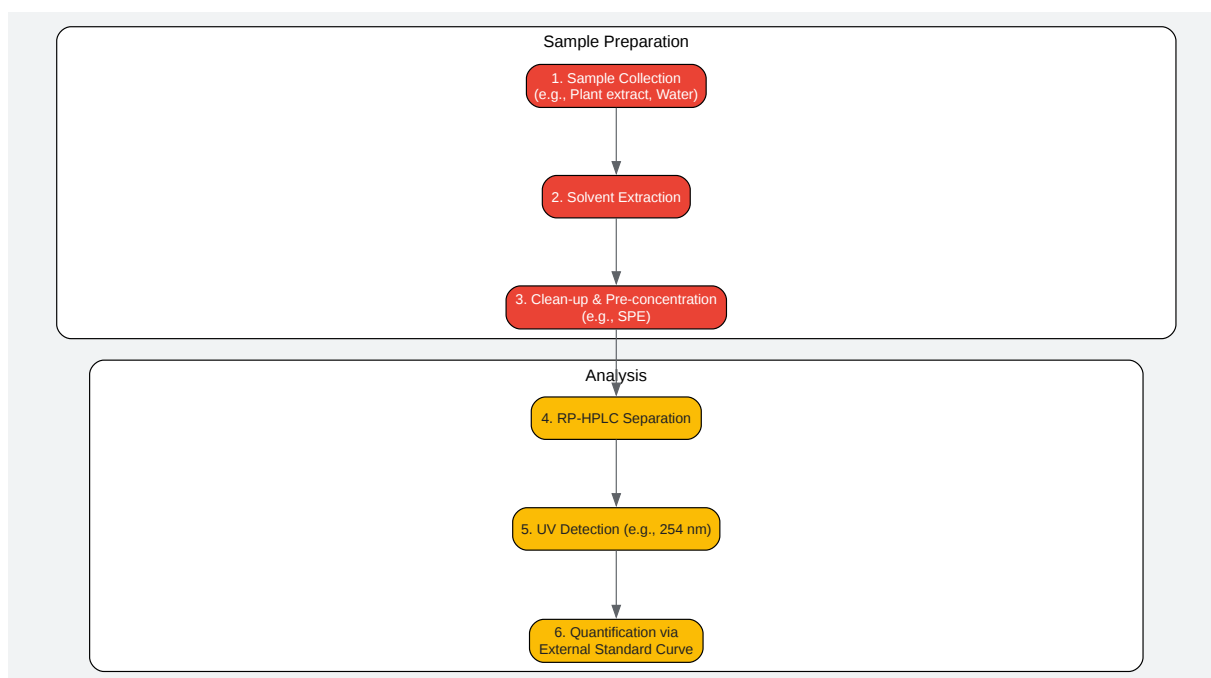 Sample Preparation
1. Sample Collection
(e.g., Plant extract, Water)
2. Solvent Extraction
3. Clean-up & Pre-concentration
(e.g., SPE)
Analysis
4. RP-HPLC Separation
5. UV Detection (e.g., 254 nm)
6. Quantification via
External Standard Curve